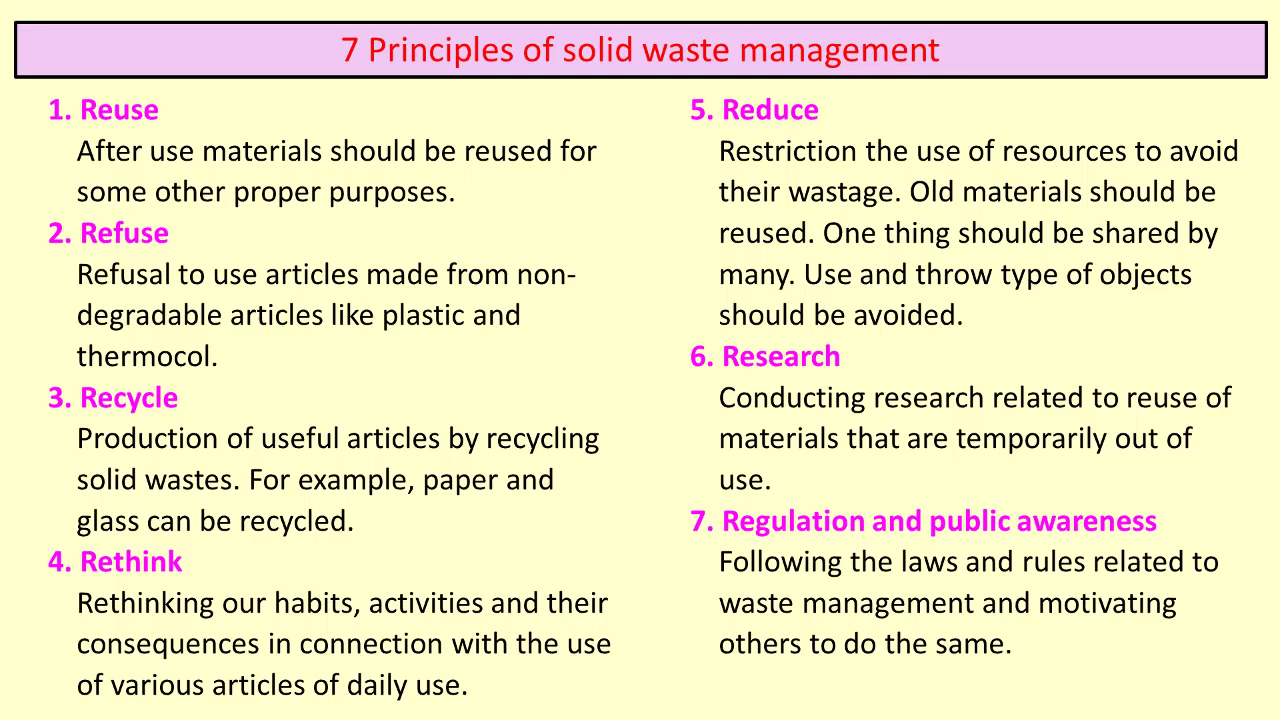 7 Principles of solid waste management
1. Reuse
After use materials should be reused for
some other proper purposes.
2. Refuse
Refusal to use articles made from non-
degradable articles like plastic and
thermocol.
3. Recycle
Production of useful articles by recycling
solid wastes. For example, paper and
glass can be recycled.
4. Rethink
Rethinking our habits, activities and their
consequences in connection with the use
of various articles of daily use.
5. Reduce
Restriction the use of resources to avoid
their wastage. Old materials should be
reused. One thing should be shared by
many. Use and throw type of objects
should be avoided.
6. Research
Conducting research related to reuse of
materials that are temporarily out of
use.
7. Regulation and public awareness
Following the laws and rules related to
waste management and motivating
others to do the same.